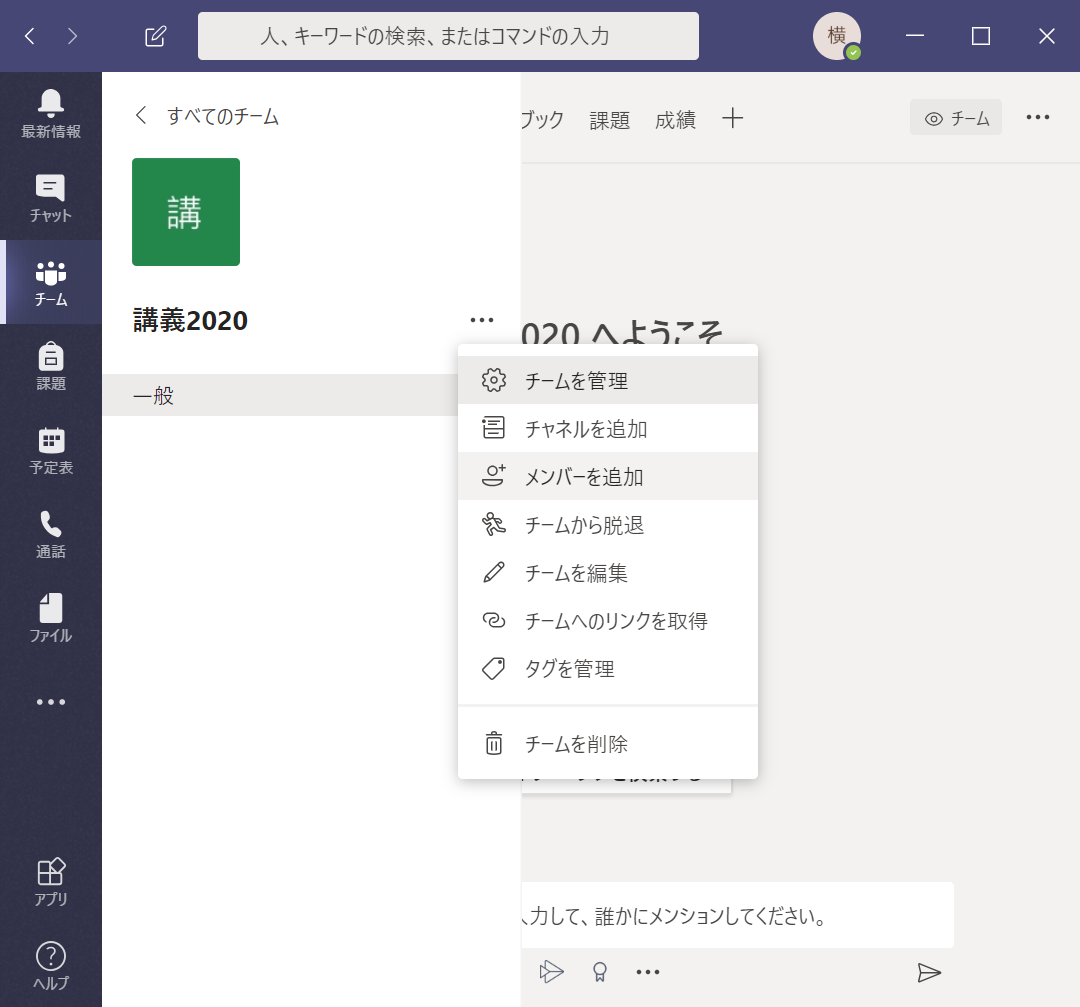 人、キーワードの検索、またはコマンドの入力
横
最新情報
チャット
チーム
課題
予定表
通話
ファイル
アプリ
ヘルプ
すべてのチーム
講
講義2020
一般
ブック 課題 成績
チーム
020 へようこそ
チームを管理
チャネルを追加
メンバーを追加
チームから脱退
チームを編集
チームへのリンクを取得
タグを管理
チームを削除
入力して、誰かにメンションしてください。